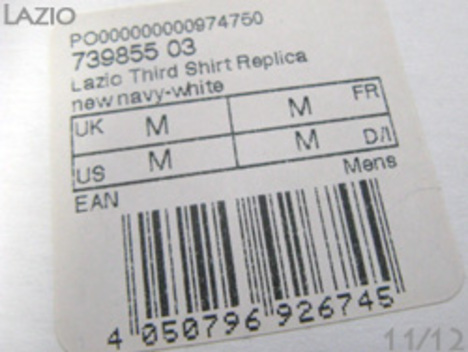 LAZIO
PO000000000974750
739855 03
Lazio Third Shirt Replica
new navy-white
UK M M FR
US M M D/I
EAN Mens
4 050796 926745
11/12